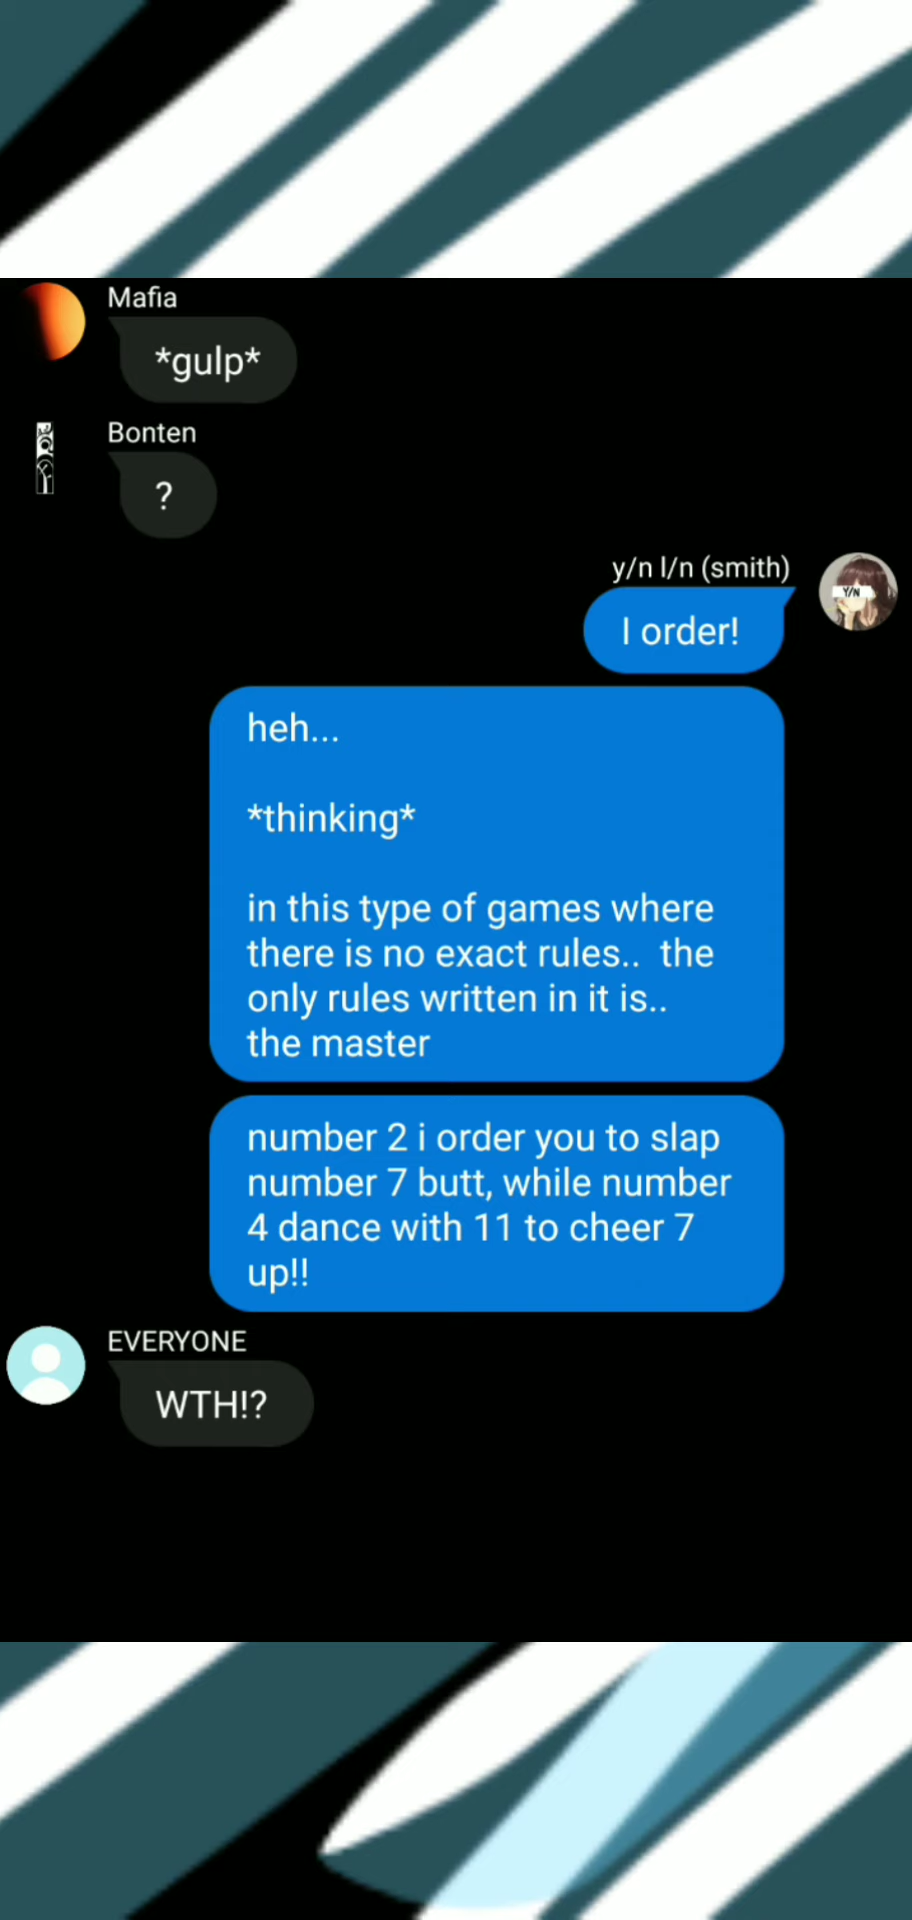 Mafia
*gulp*
Bonten
?
y/n l/n (smith)
Y/N
I order!
heh...
*thinking*
in this type of games where
there is no exact rules..  the
only rules written in it is..
the master
number 2 i order you to slap
number 7 butt, while number
4 dance with 11 to cheer 7
up!!
EVERYONE
WTH!?